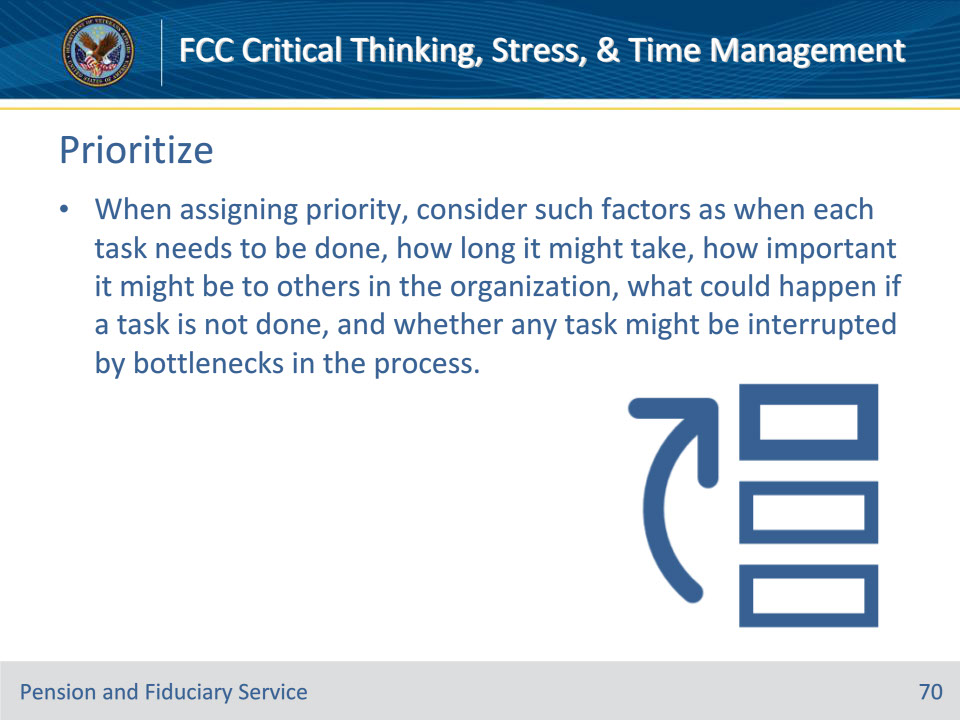 FCC Critical Thinking, Stress, & Time Management
Prioritize
• When assigning priority, consider such factors as when each
task needs to be done, how long it might take, how important
it might be to others in the organization, what could happen if
a task is not done, and whether any task might be interrupted
by bottlenecks in the process.
Pension and Fiduciary Service
70